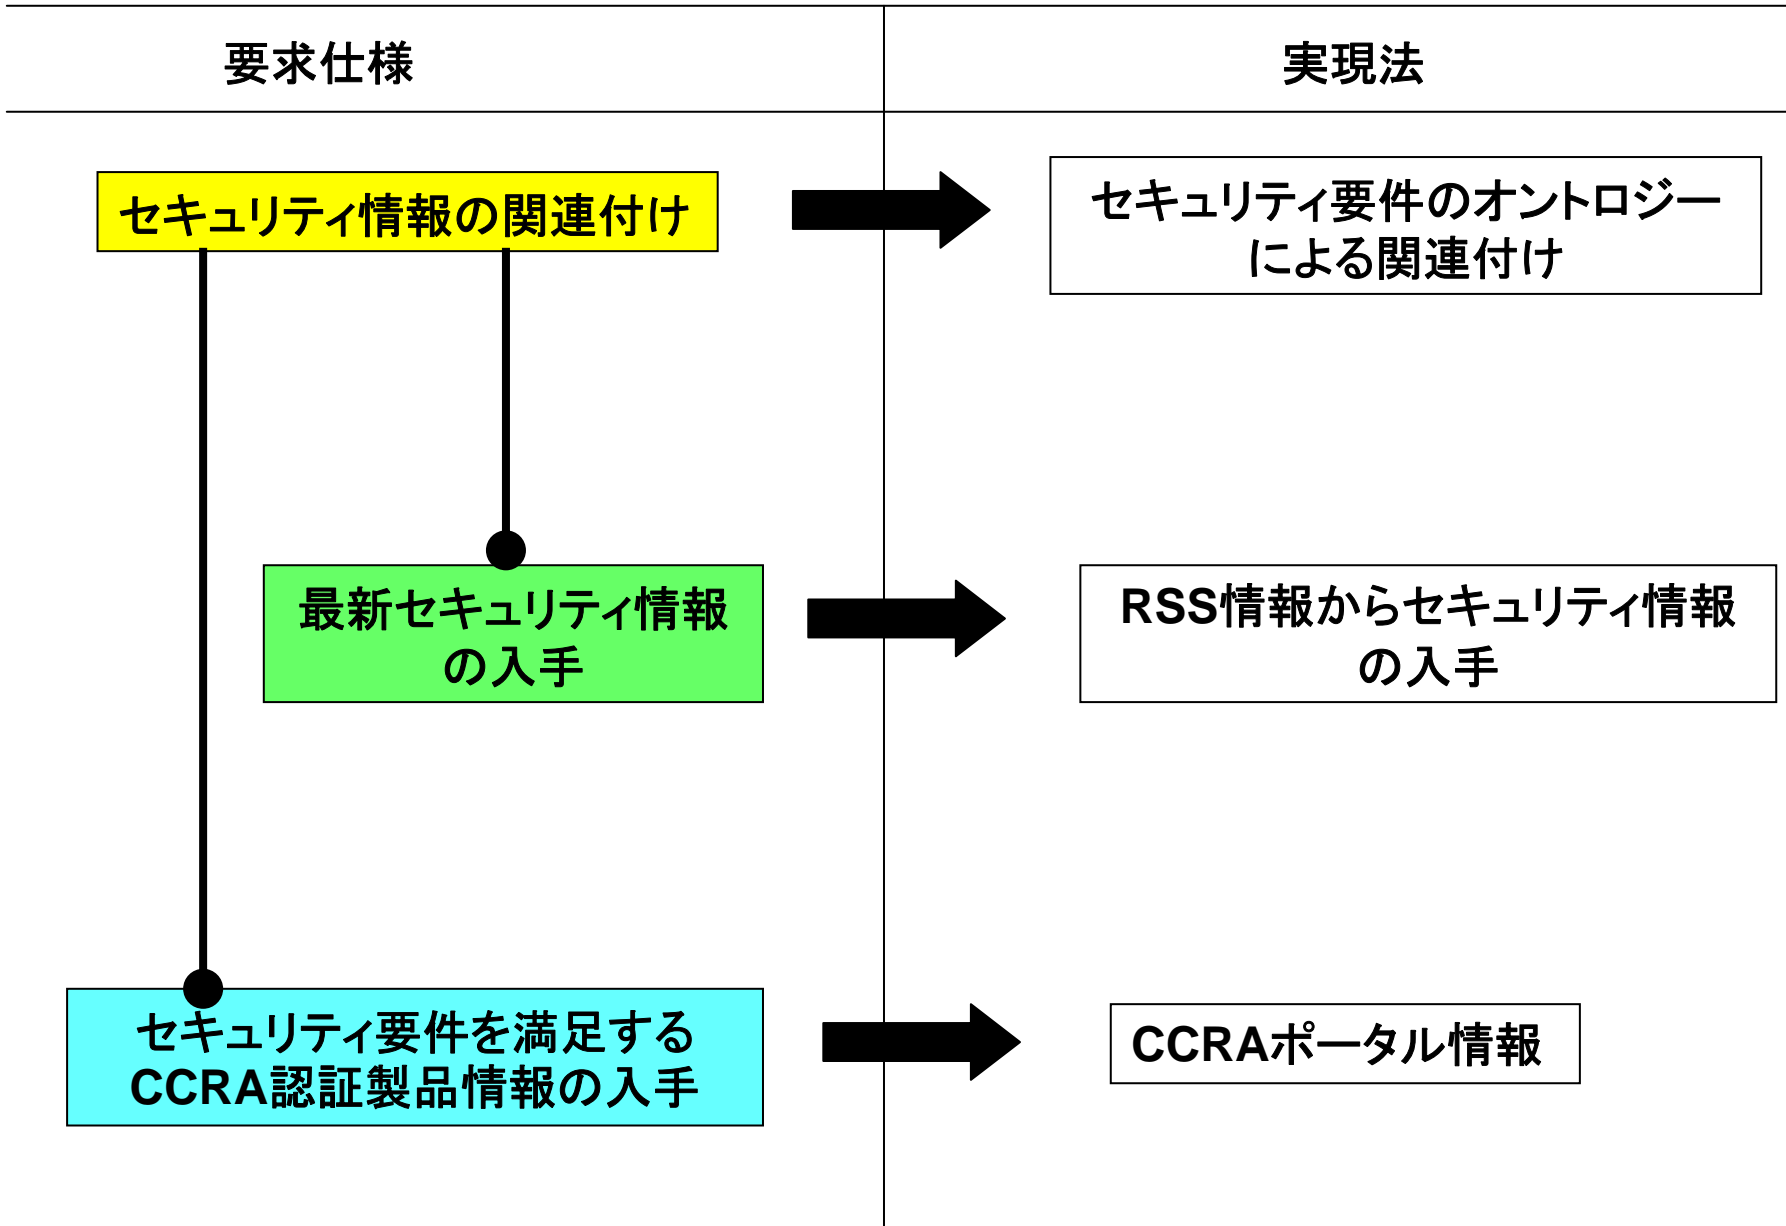 要求仕様
実現法
セキュリティ情報の関連付け
セキュリティ要件のオントロジー
による関連付け
最新セキュリティ情報
の入手
RSS情報からセキュリティ情報
の入手
セキュリティ要件を満足する
CCRA認証製品情報の入手
CCRAポータル情報